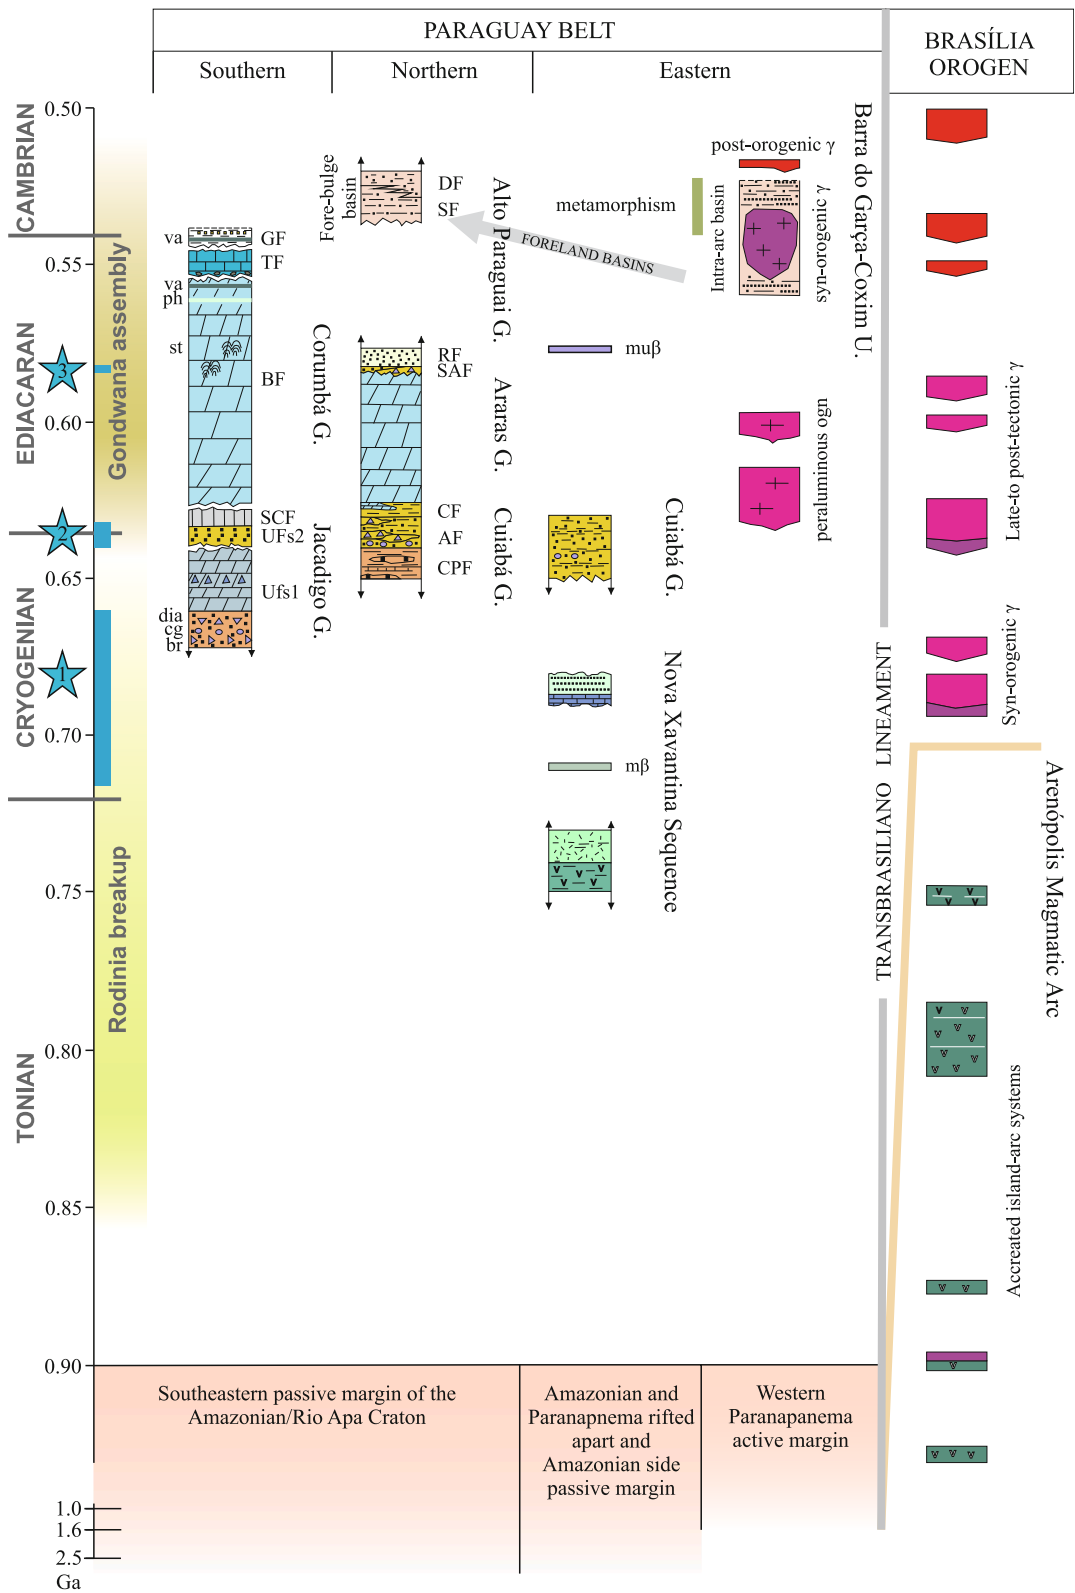 PARAGUAY BELT
BRASÍLIA
OROGEN
Southern
Northern
Eastern
0.50
0.55
0.60
0.65
0.70
0.75
0.80
0.85
0.90
1.0
1.6
2.5
Ga
CAMBRIAN
EDIACARAN
CRYOGENIAN
TONIAN
Gondwana assembly
Rodinia breakup
3
2
1
va
GF
TF
va
ph
st
BF
SCF
UFs2
Ufs1
dia
cg
br
Corumbá G.
Jacadigo G.
Fore-bulge
basin
DF
SF
Alto Paraguai G.
RF
SAF
Araras G.
CF
AF
CPF
Cuiabá G.
FORELAND BASINS
metamorphism
post-orogenic γ
Intra-arc basin
syn-orogenic γ
Barra do Garça-Coxim U.
muβ
peraluminous ogn
Cuiabá G.
Nova Xavantina Sequence
mβ
TRANSBRASILIANO LINEAMENT
Late-to post-tectonic γ
Syn-orogenic γ
Arenópolis Magmatic Arc
Accreated island-arc systems
Southeastern passive margin of the
Amazonian/Rio Apa Craton
Amazonian and
Paranapnema rifted
apart and
Amazonian side
passive margin
Western
Paranapanema
active margin